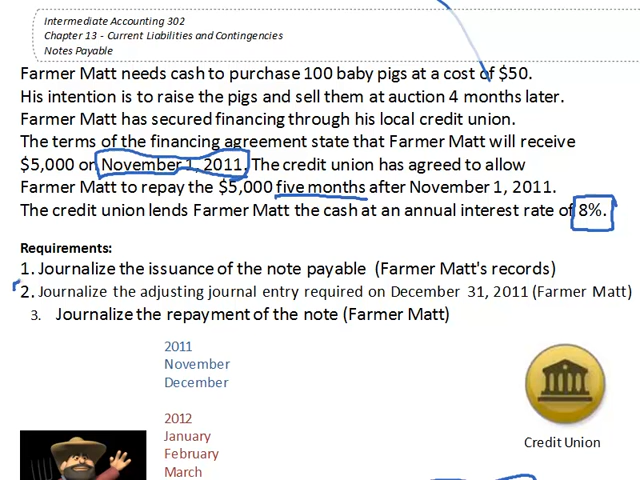 Intermediate Accounting 302
Chapter 13 - Current Liabilities and Contingencies
Notes Payable
Farmer Matt needs cash to purchase 100 baby pigs at a cost of $50.
His intention is to raise the pigs and sell them at auction 4 months later.
Farmer Matt has secured financing through his local credit union.
The terms of the financing agreement state that Farmer Matt will receive
$5,000 on November 1, 2011. The credit union has agreed to allow
Farmer Matt to repay the $5,000 five months after November 1, 2011.
The credit union lends Farmer Matt the cash at an annual interest rate of 8%.
Requirements:
1. Journalize the issuance of the note payable (Farmer Matt's records)
2. Journalize the adjusting journal entry required on December 31, 2011 (Farmer Matt)
3. Journalize the repayment of the note (Farmer Matt)
2011
November
December
2012
January
February
March
Credit Union